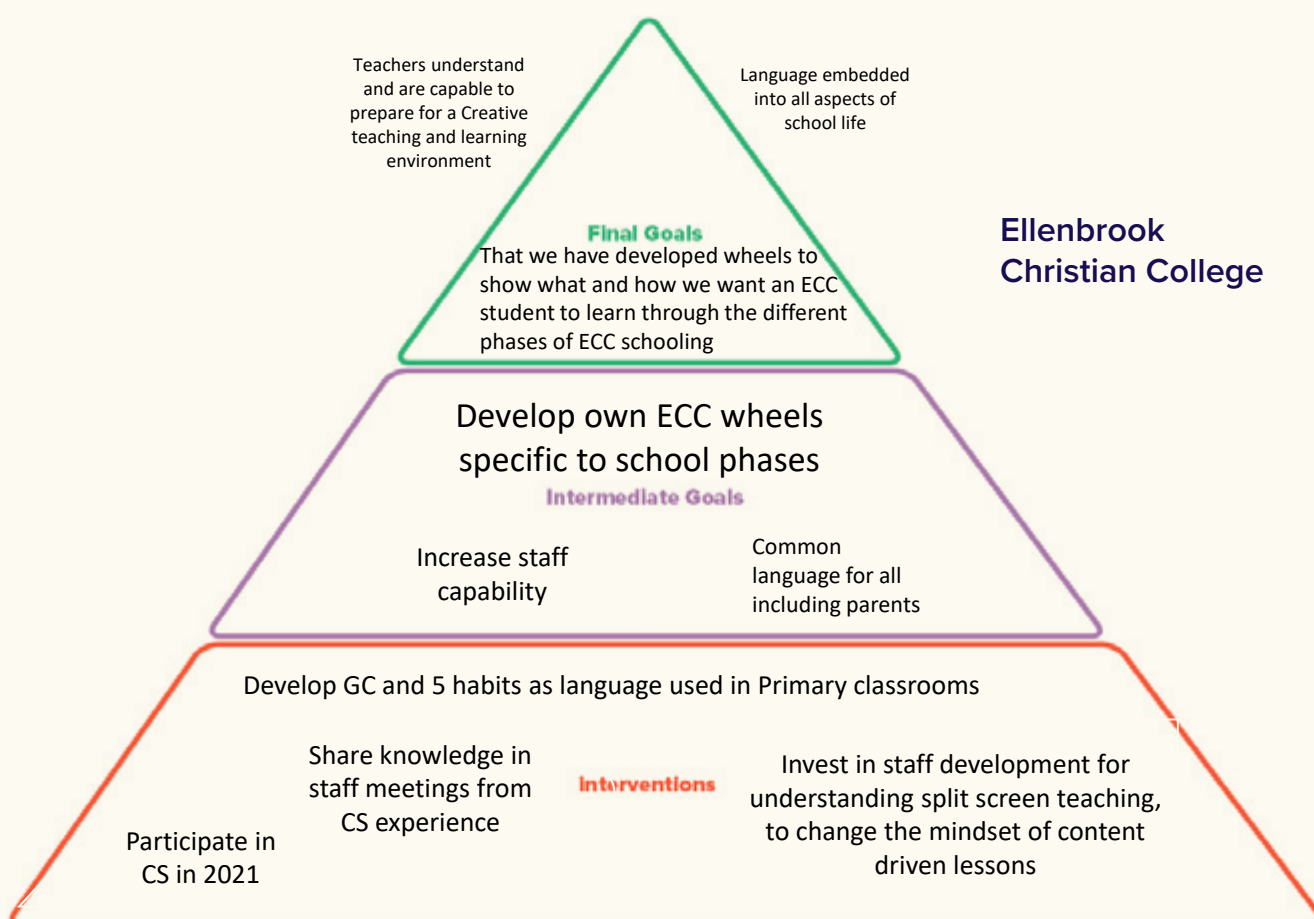 Teachers understand
and are capable to
prepare for a Creative
teaching and learning
environment
Language embedded
into all aspects of
school life
Ellenbrook
Christian College
Final Goals
That we have developed wheels to
show what and how we want an ECC
student to learn through the different
phases of ECC schooling
Develop own ECC wheels
specific to school phases
Intermediate Goals
Increase staff
capability
Common
language for all
including parents
Develop GC and 5 habits as language used in Primary classrooms
Share knowledge in
staff meetings from
CS experience
Interventions
Invest in staff development for
understanding split screen teaching,
to change the mindset of content
driven lessons
Participate in
CS in 2021